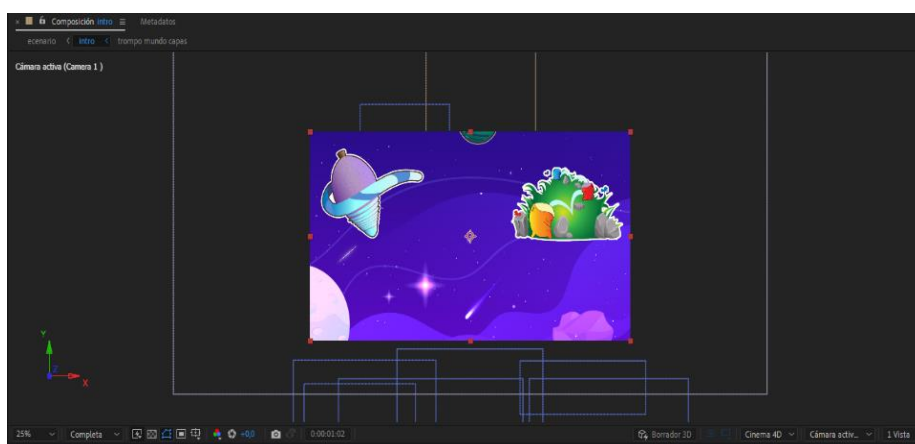 Composición intro Metadatos
ecenario intro trompo mundo capas
Cámara activa (Camera 1 )
Y
Z
X
25% Completa +0,0 0:00:01:02 Borrador 3D Cinema 4D Cámara activ... 1 Vista